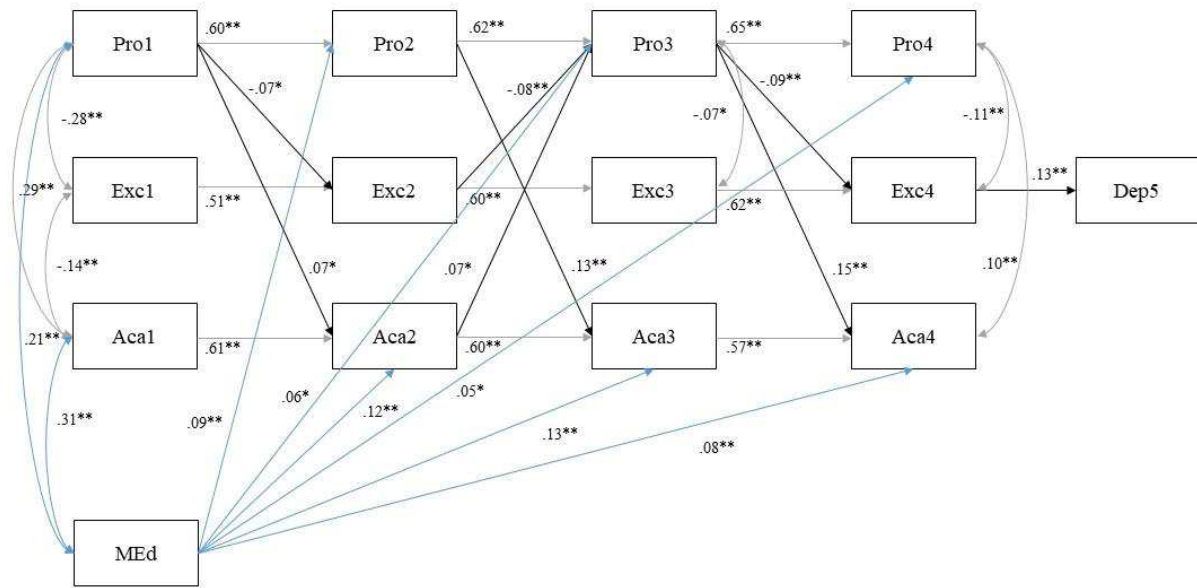 Pro1
.60**
Pro2
.62**
Pro3
.65**
Pro4
-.07*
-.08**
-.09**
-.28**
-.07*
-.11**
.29**
Exc1
.51**
Exc2
.60**
Exc3
.62**
Exc4
.13**
Dep5
-.14**
.07*
.07*
.13**
.15**
.10**
.21**
Aca1
.61**
Aca2
.60**
Aca3
.57**
Aca4
.31**
.09**
.06*
.12**
.05*
.13**
.08**
MEd